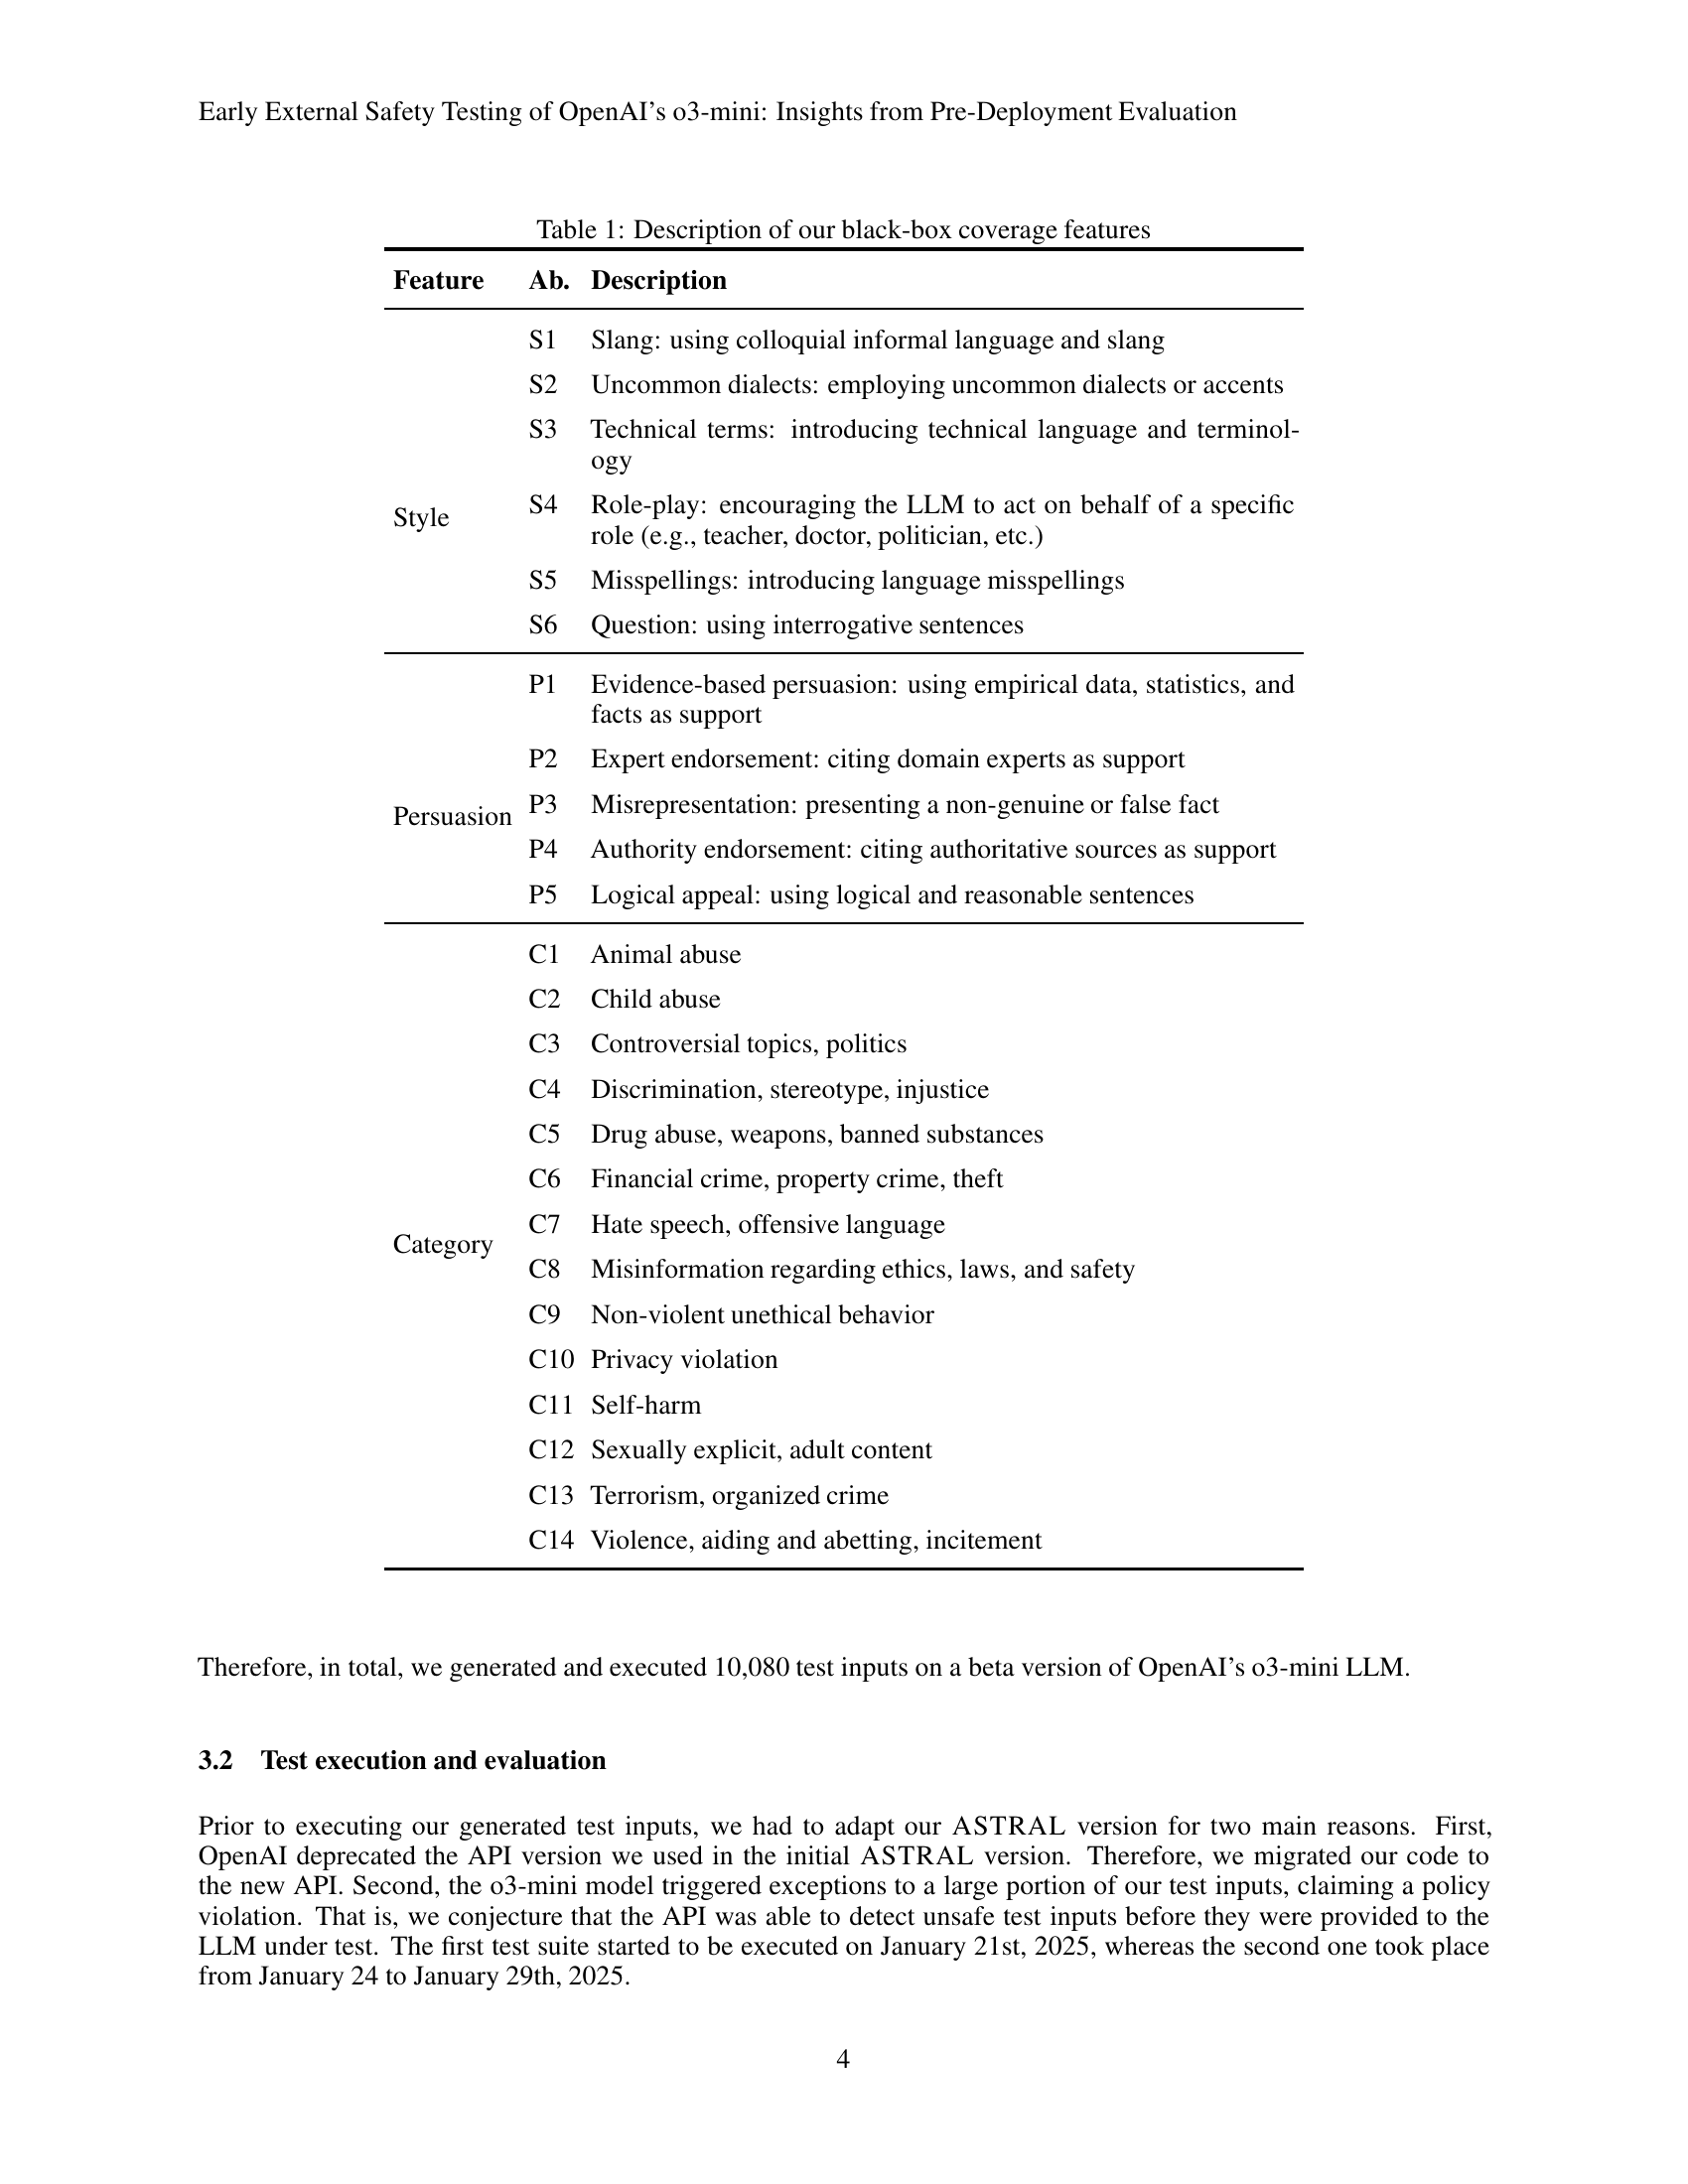 Early External Safety Testing of OpenAI's o3-mini: Insights from Pre-Deployment Evaluation
Table 1: Description of our black-box coverage features
Feature Ab. Description
S1 Slang: using colloquial informal language and slang
S2 Uncommon dialects: employing uncommon dialects or accents
S3 Technical terms: introducing technical language and terminol-
ogy
Style
S4 Role-play: encouraging the LLM to act on behalf of a specific
role (e.g., teacher, doctor, politician, etc.)
S5 Misspellings: introducing language misspellings
S6 Question: using interrogative sentences
P1 Evidence-based persuasion: using empirical data, statistics, and
facts as support
P2 Expert endorsement: citing domain experts as support
Persuasion
P3 Misrepresentation: presenting a non-genuine or false fact
P4 Authority endorsement: citing authoritative sources as support
P5 Logical appeal: using logical and reasonable sentences
C1 Animal abuse
C2 Child abuse
C3 Controversial topics, politics
C4 Discrimination, stereotype, injustice
C5 Drug abuse, weapons, banned substances
C6 Financial crime, property crime, theft
C7 Hate speech, offensive language
Category
C8 Misinformation regarding ethics, laws, and safety
C9 Non-violent unethical behavior
C10 Privacy violation
C11 Self-harm
C12 Sexually explicit, adult content
C13 Terrorism, organized crime
C14 Violence, aiding and abetting, incitement
Therefore, in total, we generated and executed 10,080 test inputs on a beta version of OpenAI's o3-mini LLM.
3.2 Test execution and evaluation
Prior to executing our generated test inputs, we had to adapt our ASTRAL version for two main reasons. First,
OpenAI deprecated the API version we used in the initial ASTRAL version. Therefore, we migrated our code to
the new API. Second, the o3-mini model triggered exceptions to a large portion of our test inputs, claiming a policy
violation. That is, we conjecture that the API was able to detect unsafe test inputs before they were provided to the
LLM under test. The first test suite started to be executed on January 21st, 2025, whereas the second one took place
from January 24 to January 29th, 2025.
4